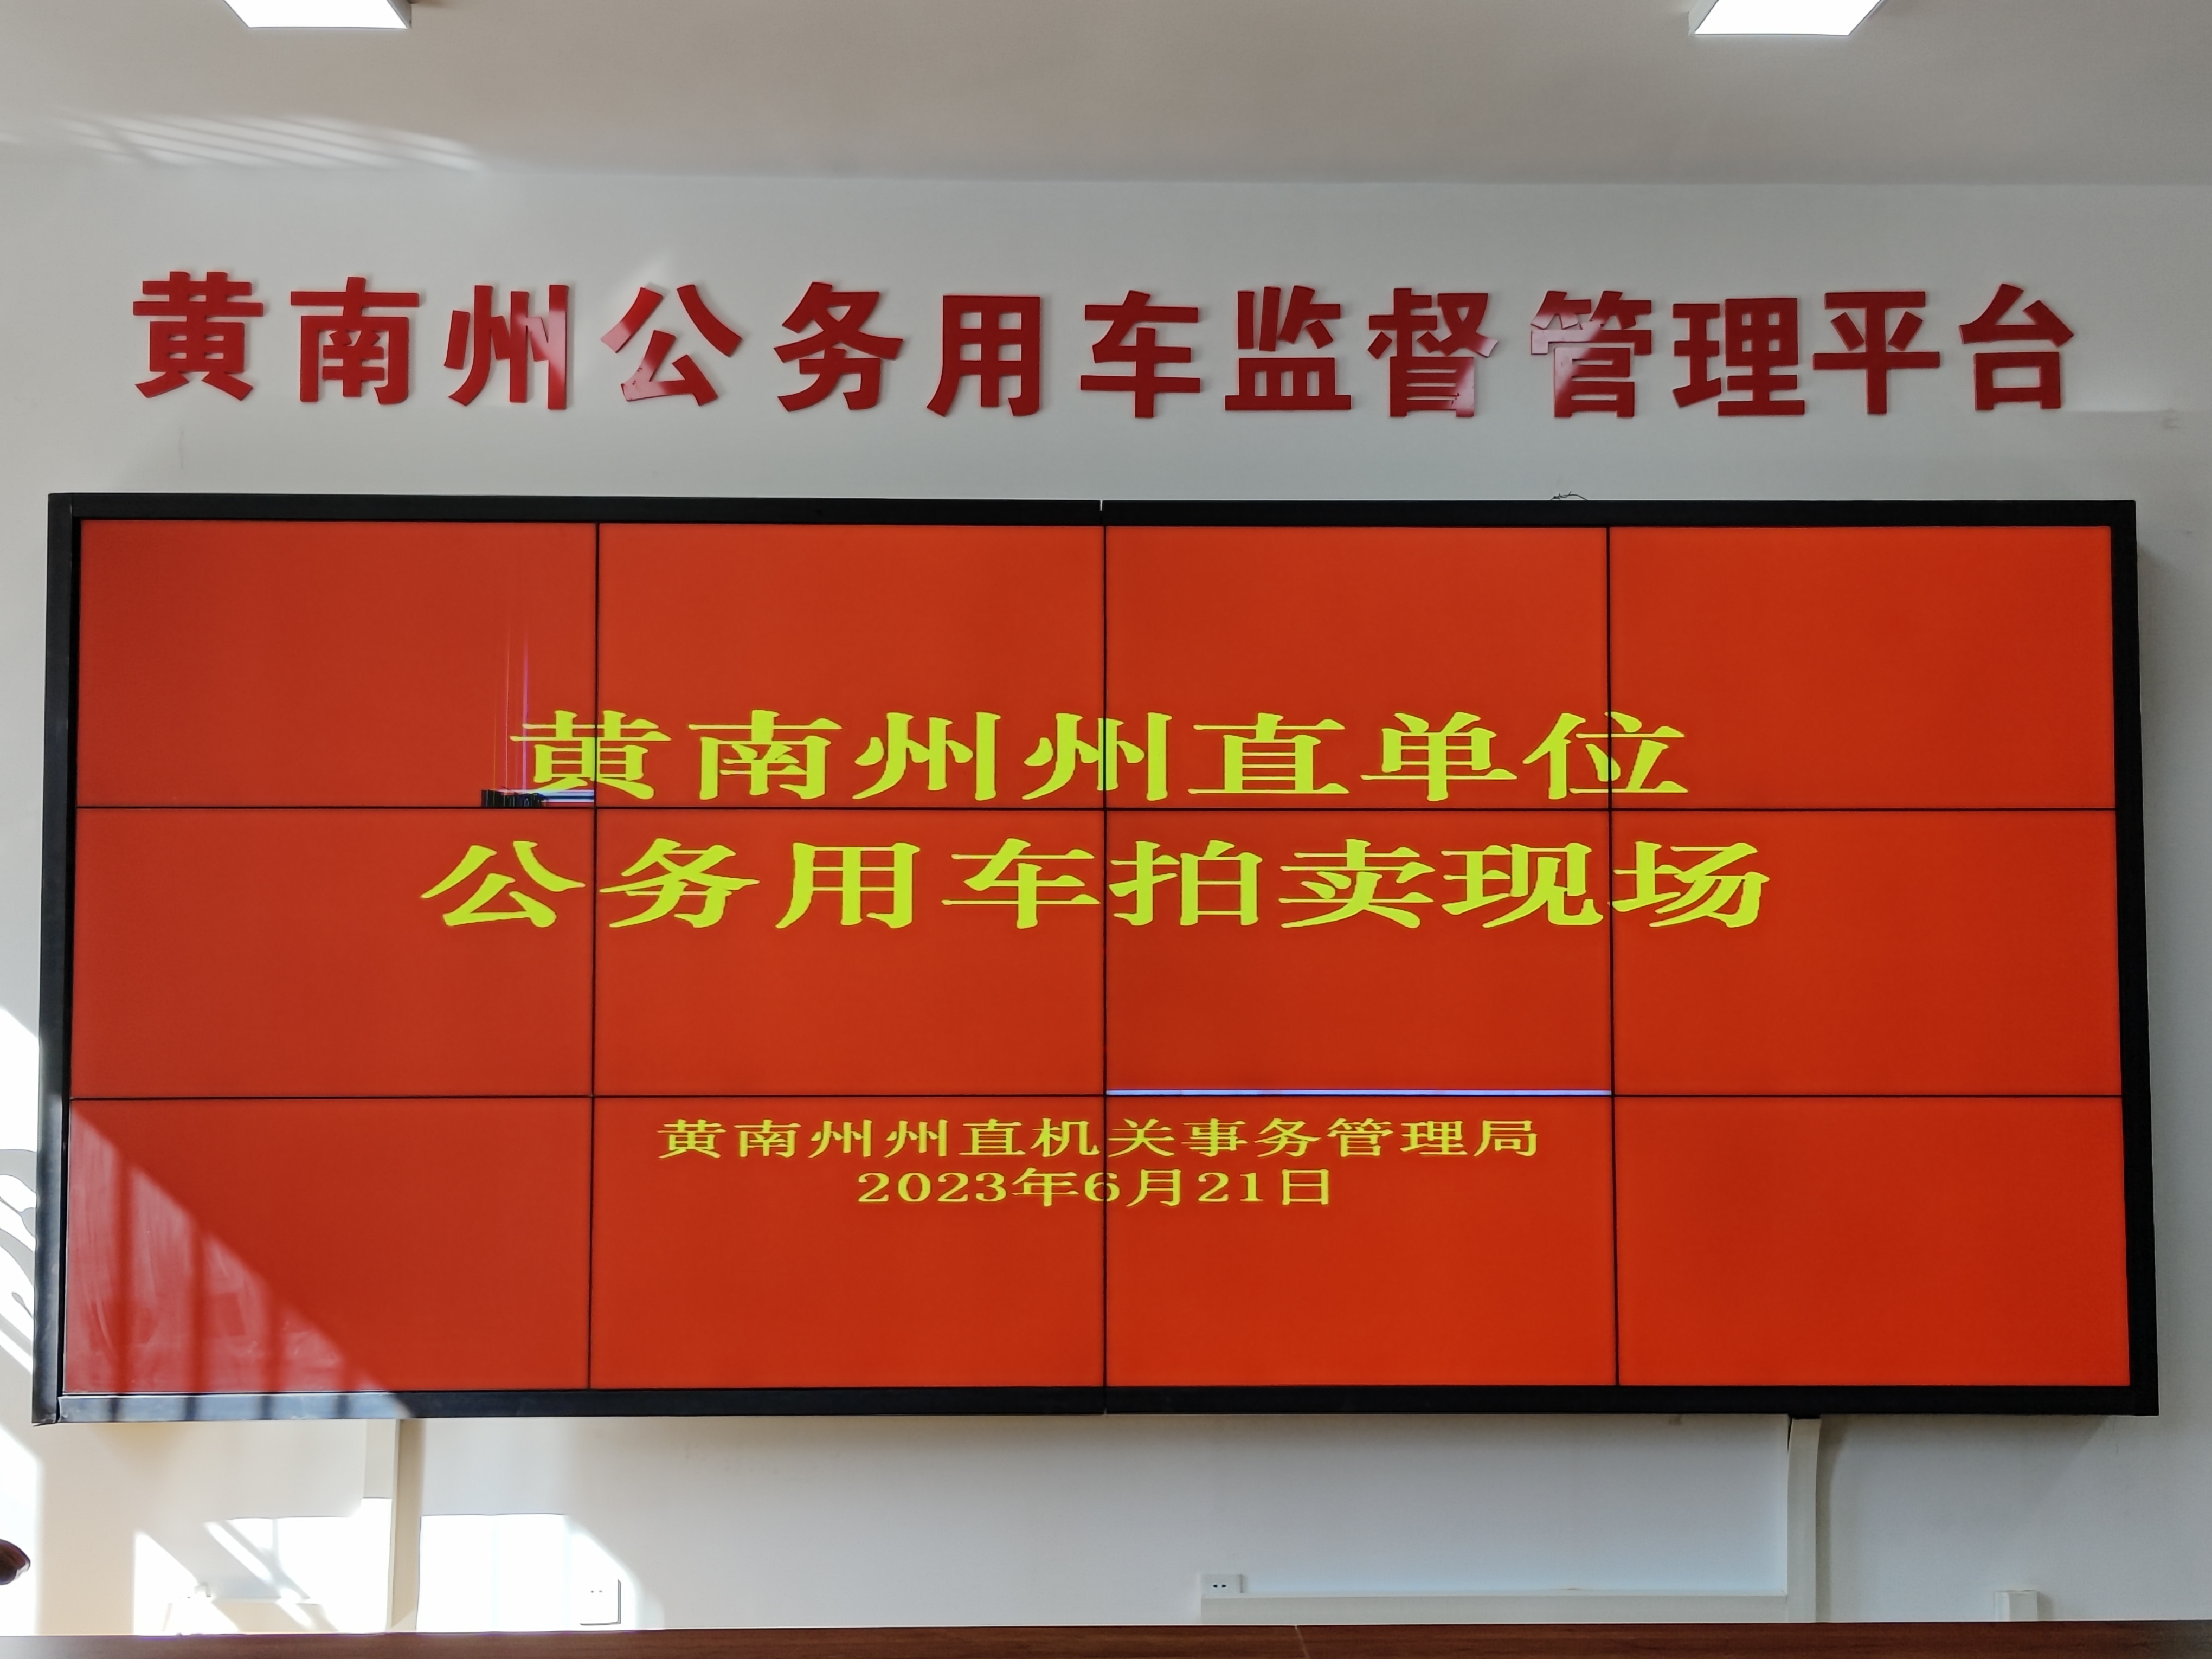 黄南州公务用车监督管理平台
黄南州州直单位
公务用车拍卖现场
黄南州州直机关事务管理局
2023年6月21日